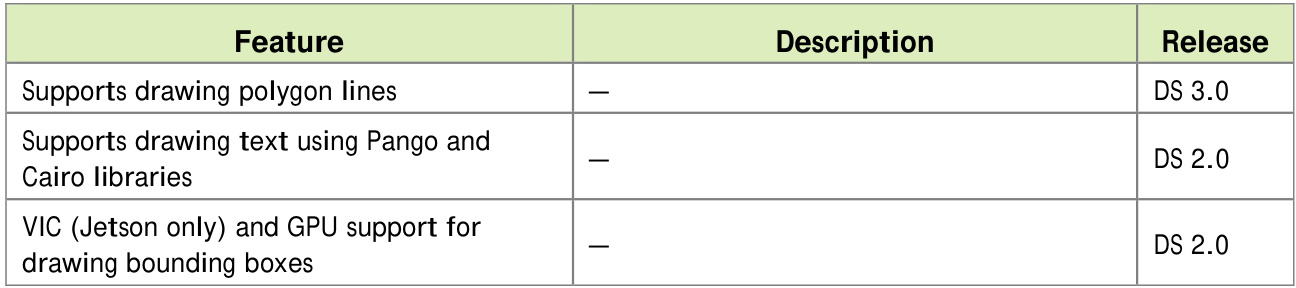 Feature Description Release
Supports drawing polygon lines — DS 3.0
Supports drawing text using Pango and
Cairo libraries
— DS 2.0
VIC (Jetson only) and GPU support for
drawing bounding boxes
— DS 2.0